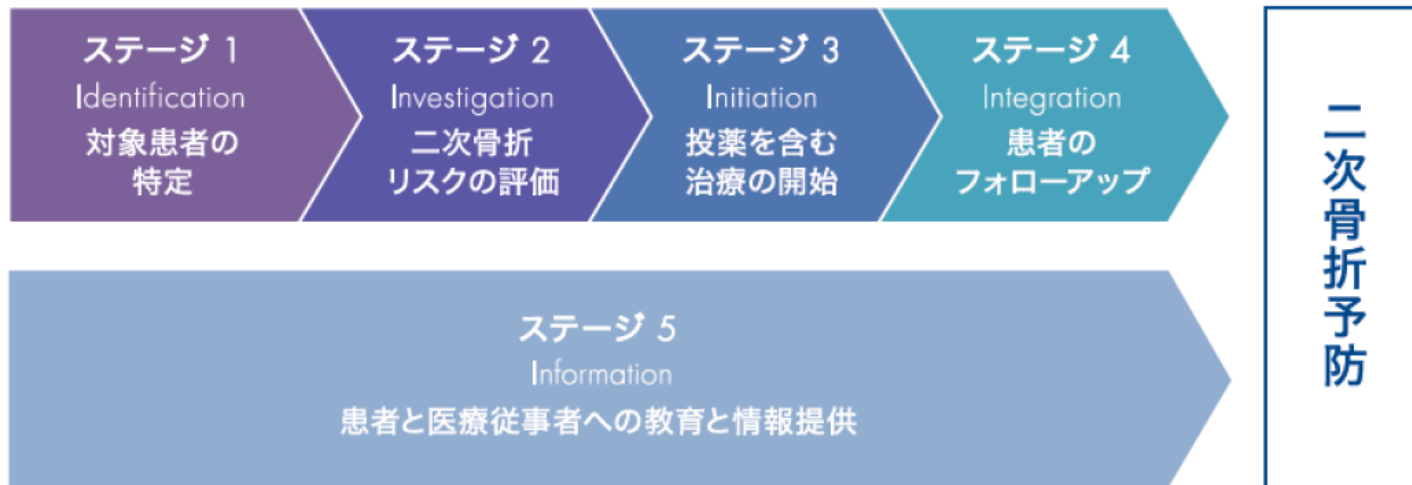 ステージ 1
Identification
対象患者の
特定
ステージ 2
Investigation
二次骨折
リスクの評価
ステージ 3
Initiation
投薬を含む
治療の開始
ステージ 4
Integration
患者の
フォローアップ
ステージ 5
Information
患者と医療従事者への教育と情報提供
二次骨折予防